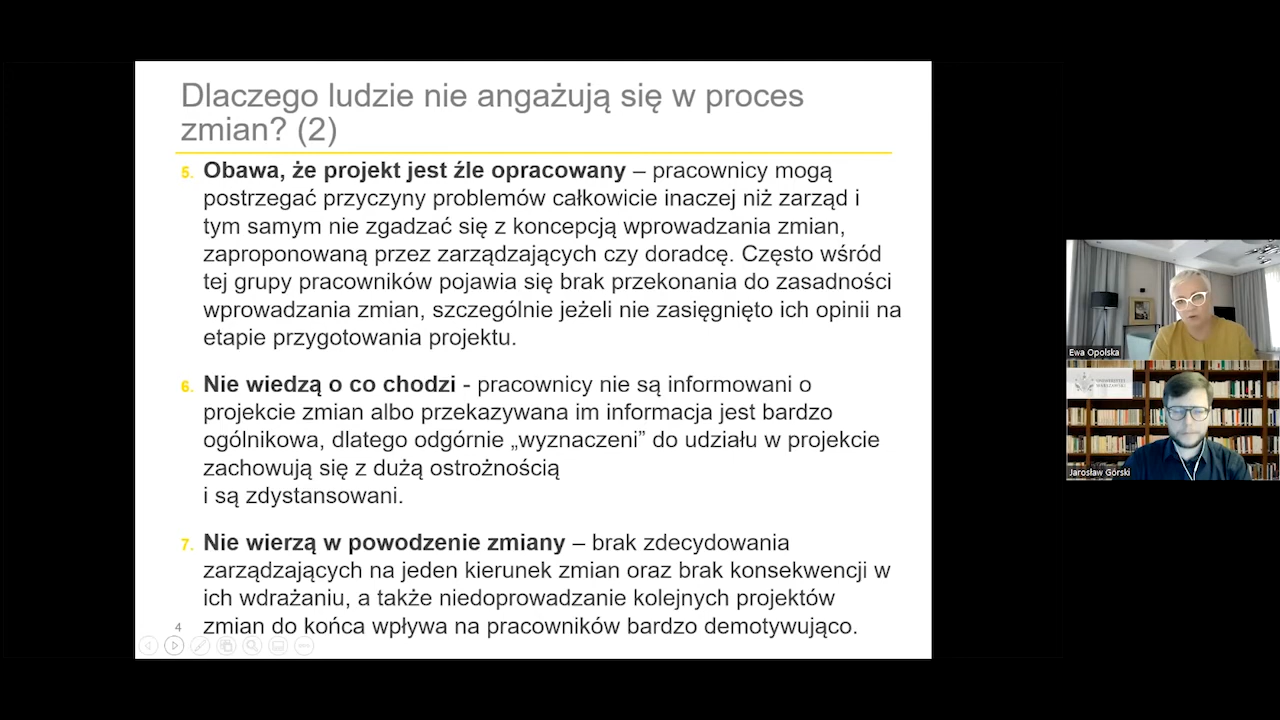 Dlaczego ludzie nie angażują się w proces
zmian? (2)
5. Obawa, że projekt jest źle opracowany – pracownicy mogą
postrzegać przyczyny problemów całkowicie inaczej niż zarząd i
tym samym nie zgadzać się z koncepcją wprowadzania zmian,
zaproponowaną przez zarządzających czy doradcę. Często wśród
tej grupy pracowników pojawia się brak przekonania do zasadności
wprowadzania zmian, szczególnie jeżeli nie zasięgnięto ich opinii na
etapie przygotowania projektu.
6. Nie wiedzą o co chodzi - pracownicy nie są informowani o
projekcie zmian albo przekazywana im informacja jest bardzo
ogólnikowa, dlatego odgórnie „wyznaczeni” do udziału w projekcie
zachowują się z dużą ostrożnością
i są zdystansowani.
7. Nie wierzą w powodzenie zmiany – brak zdecydowania
zarządzających na jeden kierunek zmian oraz brak konsekwencji w
ich wdrażaniu, a także niedoprowadzanie kolejnych projektów
zmian do końca wpływa na pracowników bardzo demotywująco.
4
Ewa Opolska
UNIWERSYTET
WARSZAWSKI
Jarosław Górski